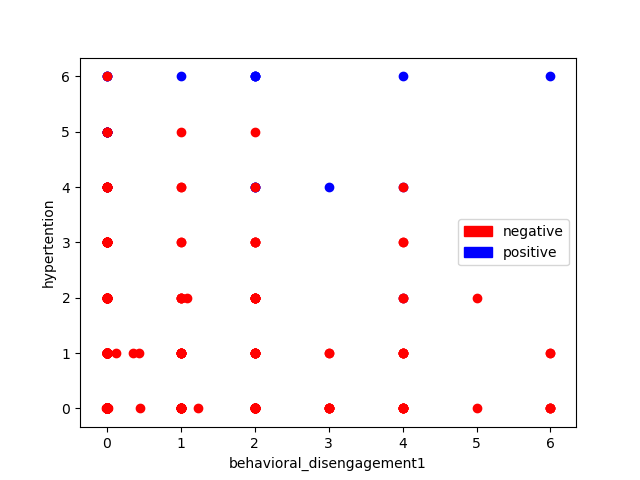 6
5
4
3
2
1
0
hypertention
negative
positive
0 1 2 3 4 5 6
behavioral_disengagement1